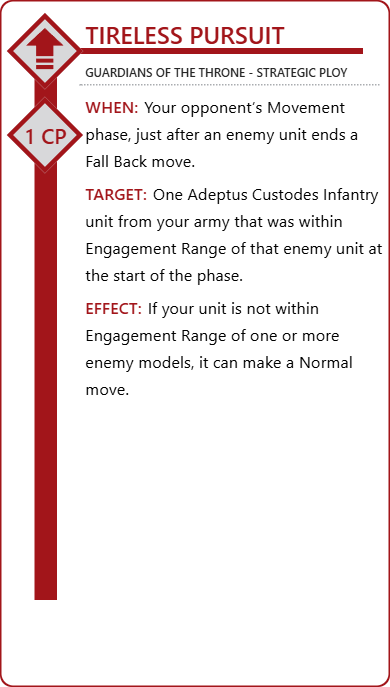 TIRELESS PURSUIT
GUARDIANS OF THE THRONE - STRATEGIC PLOY
1 CP
WHEN: Your opponent's Movement
phase, just after an enemy unit ends a
Fall Back move.
TARGET: One Adeptus Custodes Infantry
unit from your army that was within
Engagement Range of that enemy unit at
the start of the phase.
EFFECT: If your unit is not within
Engagement Range of one or more
enemy models, it can make a Normal
move.